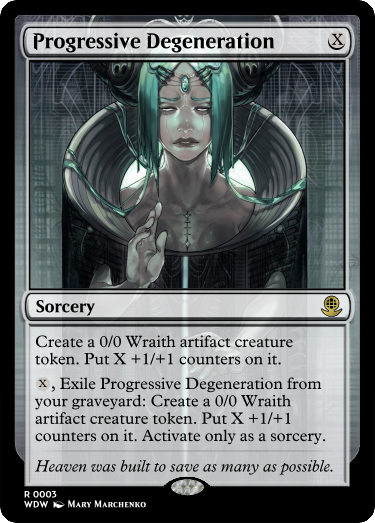 Progressive Degeneration X
Sorcery
Create a 0/0 Wraith artifact creature
token. Put X +1/+1 counters on it.
X, Exile Progressive Degeneration from
your graveyard: Create a 0/0 Wraith
artifact creature token. Put X +1/+1
counters on it. Activate only as a sorcery.
Heaven was built to save as many as possible.
R 0003
WDW Mary Marchenko